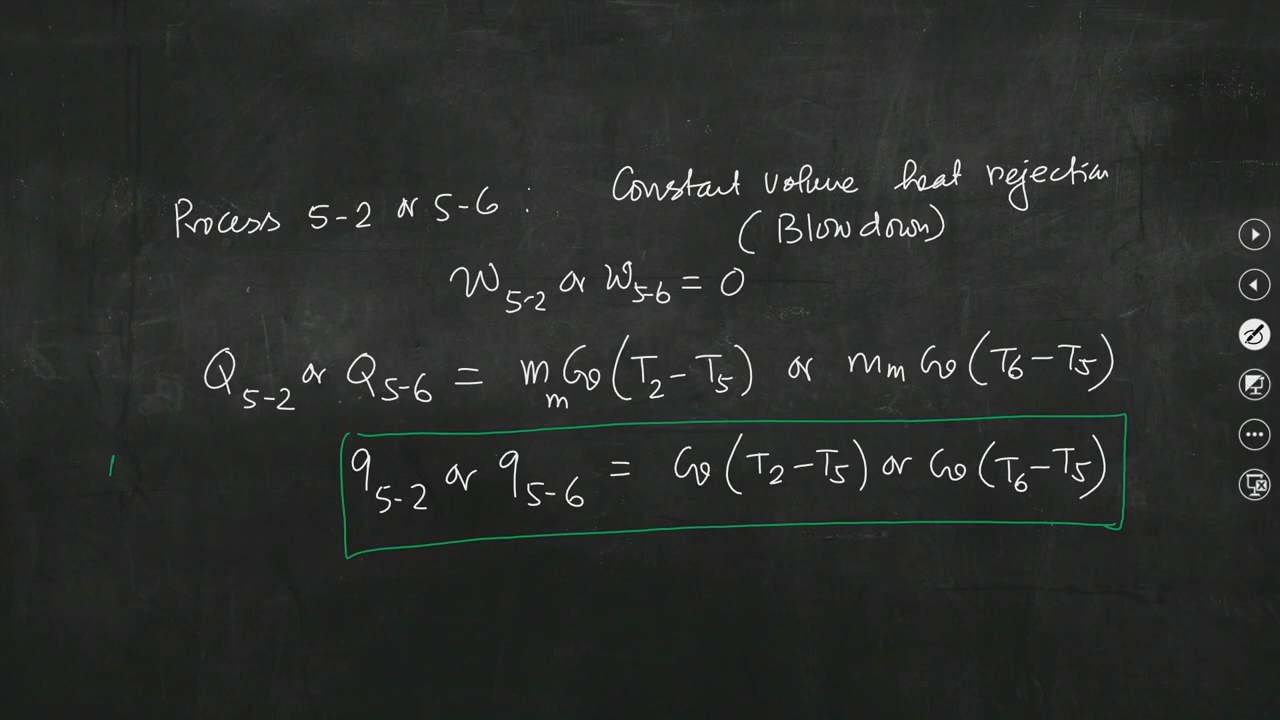 Process 5-2 or 5-6 : Constant volume heat rejection
(Blowdown)
W5-2 or W5-6 = 0
Q5-2 or Q5-6 = mm Cv (T2 - T5) or mm Cv (T6 - T5)
q5-2 or q5-6 = Cv (T2 - T5) or Cv (T6 - T5)